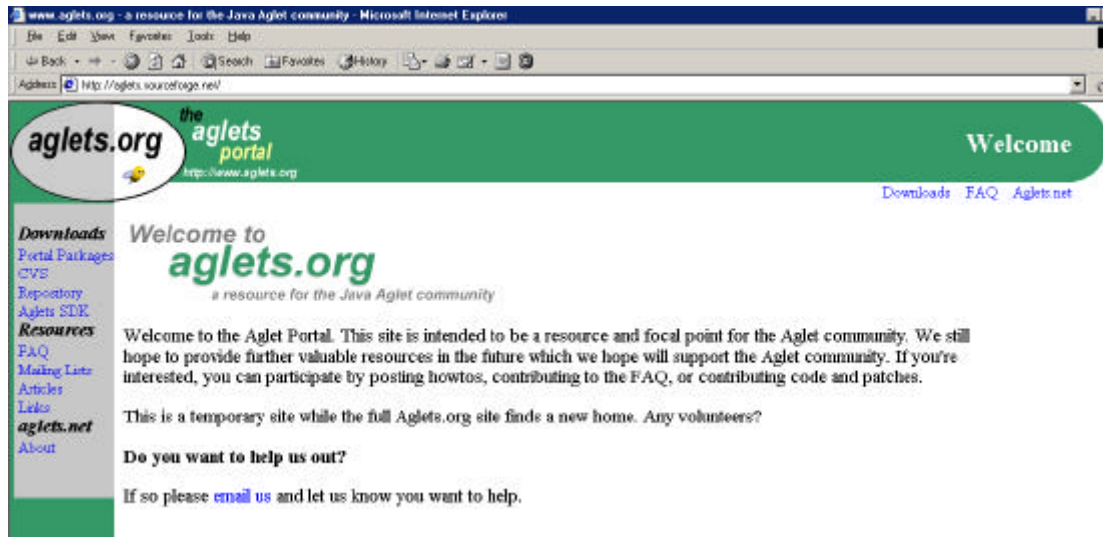 www.aglets.org - a resource for the Java Aglet community - Microsoft Internet Explorer
File Edit View Favorites Tools Help
Back Search Favorites History
Address http://aglets.sourceforge.net/
aglets.org
the
aglets
portal
http://www.aglets.org
Welcome
Downloads FAQ Aglets.net
Downloads
Portal Packages
CVS
Repository
Aglets SDK
Resources
FAQ
Mailing Lists
Articles
Links
aglets.net
About
Welcome to
aglets.org
a resource for the Java Aglet community
Welcome to the Aglet Portal. This site is intended to be a resource and focal point for the Aglet community. We still
hope to provide further valuable resources in the future which we hope will support the Aglet community. If you're
interested, you can participate by posting howtos, contributing to the FAQ, or contributing code and patches.
This is a temporary site while the full Aglets.org site finds a new home. Any volunteers?
Do you want to help us out?
If so please email us and let us know you want to help.